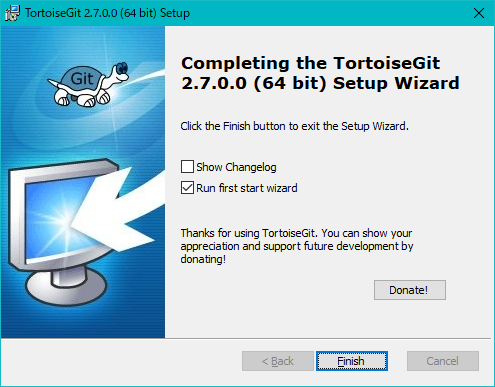 TortoiseGit 2.7.0.0 (64 bit) Setup
Git
Completing the TortoiseGit
2.7.0.0 (64 bit) Setup Wizard
Click the Finish button to exit the Setup Wizard.
Show Changelog
Run first start wizard
Thanks for using TortoiseGit. You can show your
appreciation and support future development by
donating!
Donate!
< Back
Finish
Cancel